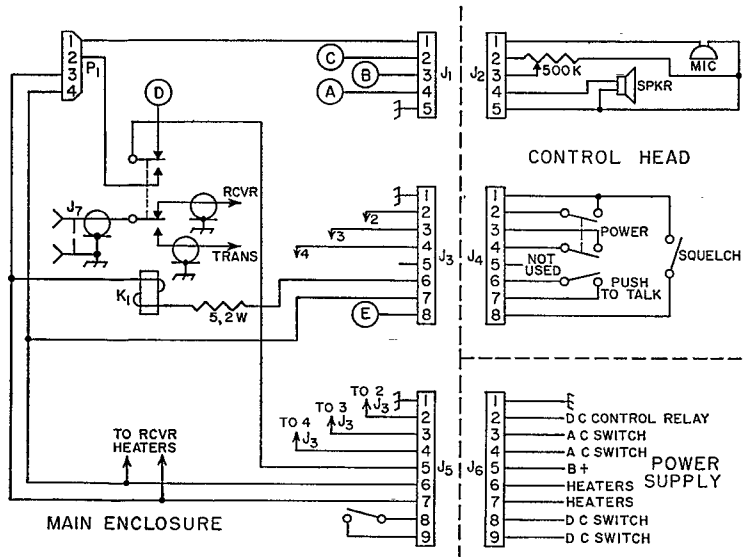 1
2
3
4
P1
C
B
A
D
1
2
3
4
5
J1
J2
1
2
3
4
5
500K
MIC
SPKR
CONTROL HEAD
J7
RCVR
TRANS
K1
5,2W
2
3
4
E
1
2
3
4
5
6
7
8
J3
J4
1
2
3
4
5
6
7
8
POWER
NOT USED
PUSH TO TALK
SQUELCH
TO 2 J3
TO 3 J3
TO 4 J3
TO RCVR
HEATERS
1
2
3
4
5
6
7
8
9
J5
J6
1
2
3
4
5
6
7
8
9
DC CONTROL RELAY
AC SWITCH
AC SWITCH
B+
HEATERS
HEATERS
DC SWITCH
DC SWITCH
POWER
SUPPLY
MAIN ENCLOSURE